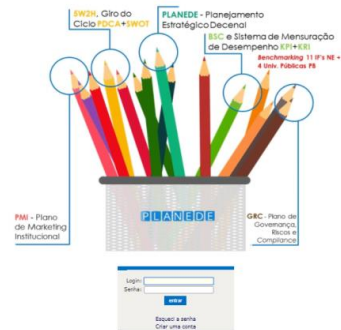 5W2H, Giro do
Ciclo PDCA+SWOT
PLANEDE - Planejamento
Estratégico Decenal
BSC e Sistema de Mensuração
de Desempenho KPI+KRI
Benchmarking 11 IF's NE +
4 Univ. Públicas PB
PMI - Plano
de Marketing
Institucional
PLANEDE
GRC - Plano de
Governança,
Riscos e
Compliance
Login:
Senha:
entrar
Esqueci a senha
Criar uma conta